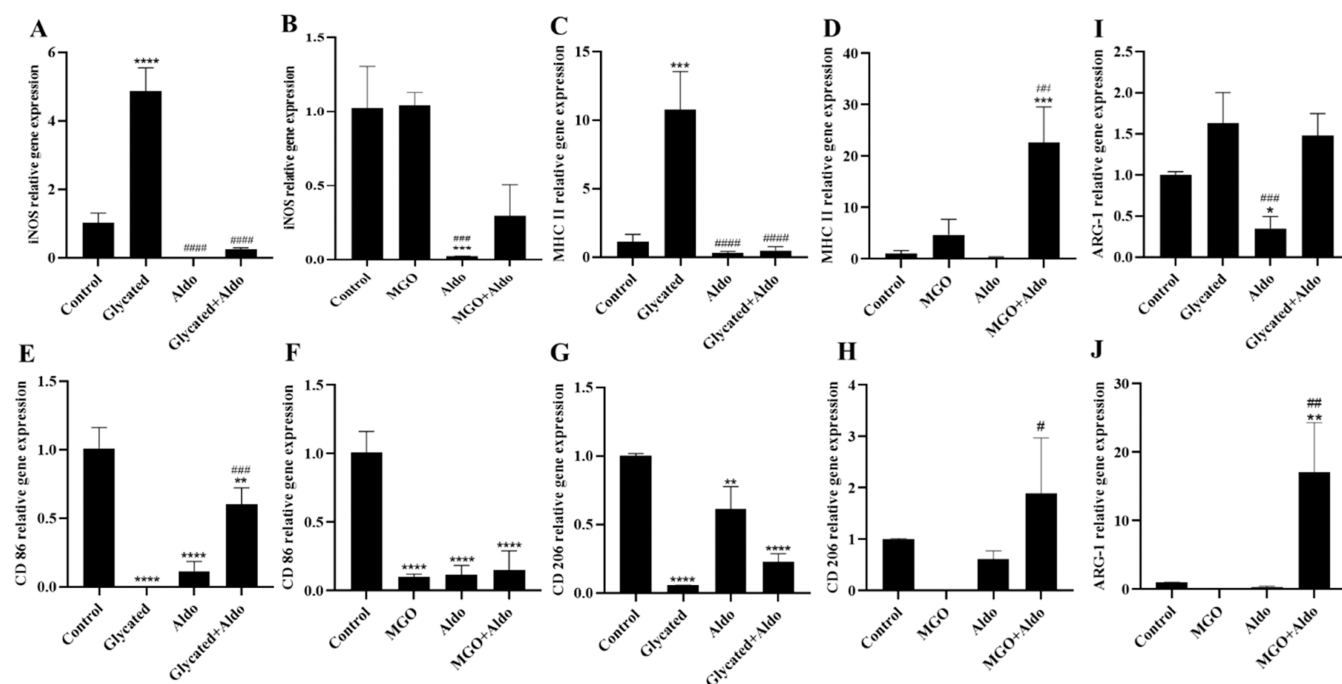 A
iNOS relative gene expression
6
4
2
0
****
####
####
Control
Glycated
Aldo
Glycated+Aldo
B
iNOS relative gene expression
1.5
1.0
0.5
0.0
###
***
Control
MGO
Aldo
MGO+Aldo
C
MHC II relative gene expression
15
10
5
0
***
####
####
Control
Glycated
Aldo
Glycated+Aldo
D
MHC II relative gene expression
40
30
20
10
0
###
***
Control
MGO
Aldo
MGO+Aldo
I
ARG-1 relative gene expression
2.5
2.0
1.5
1.0
0.5
0.0
###
*
Control
Glycated
Aldo
Glycated+Aldo
E
CD 86 relative gene expression
1.5
1.0
0.5
0.0
****
****
###
**
Control
Glycated
Aldo
Glycated+Aldo
F
CD 86 relative gene expression
1.5
1.0
0.5
0.0
****
****
****
Control
MGO
Aldo
MGO+Aldo
G
CD 206 relative gene expression
1.5
1.0
0.5
0.0
****
**
****
Control
Glycated
Aldo
Glycated+Aldo
H
CD 206 relative gene expression
4
3
2
1
0
#
Control
MGO
Aldo
MGO+Aldo
J
ARG-1 relative gene expression
30
20
10
0
##
**
Control
MGO
Aldo
MGO+Aldo